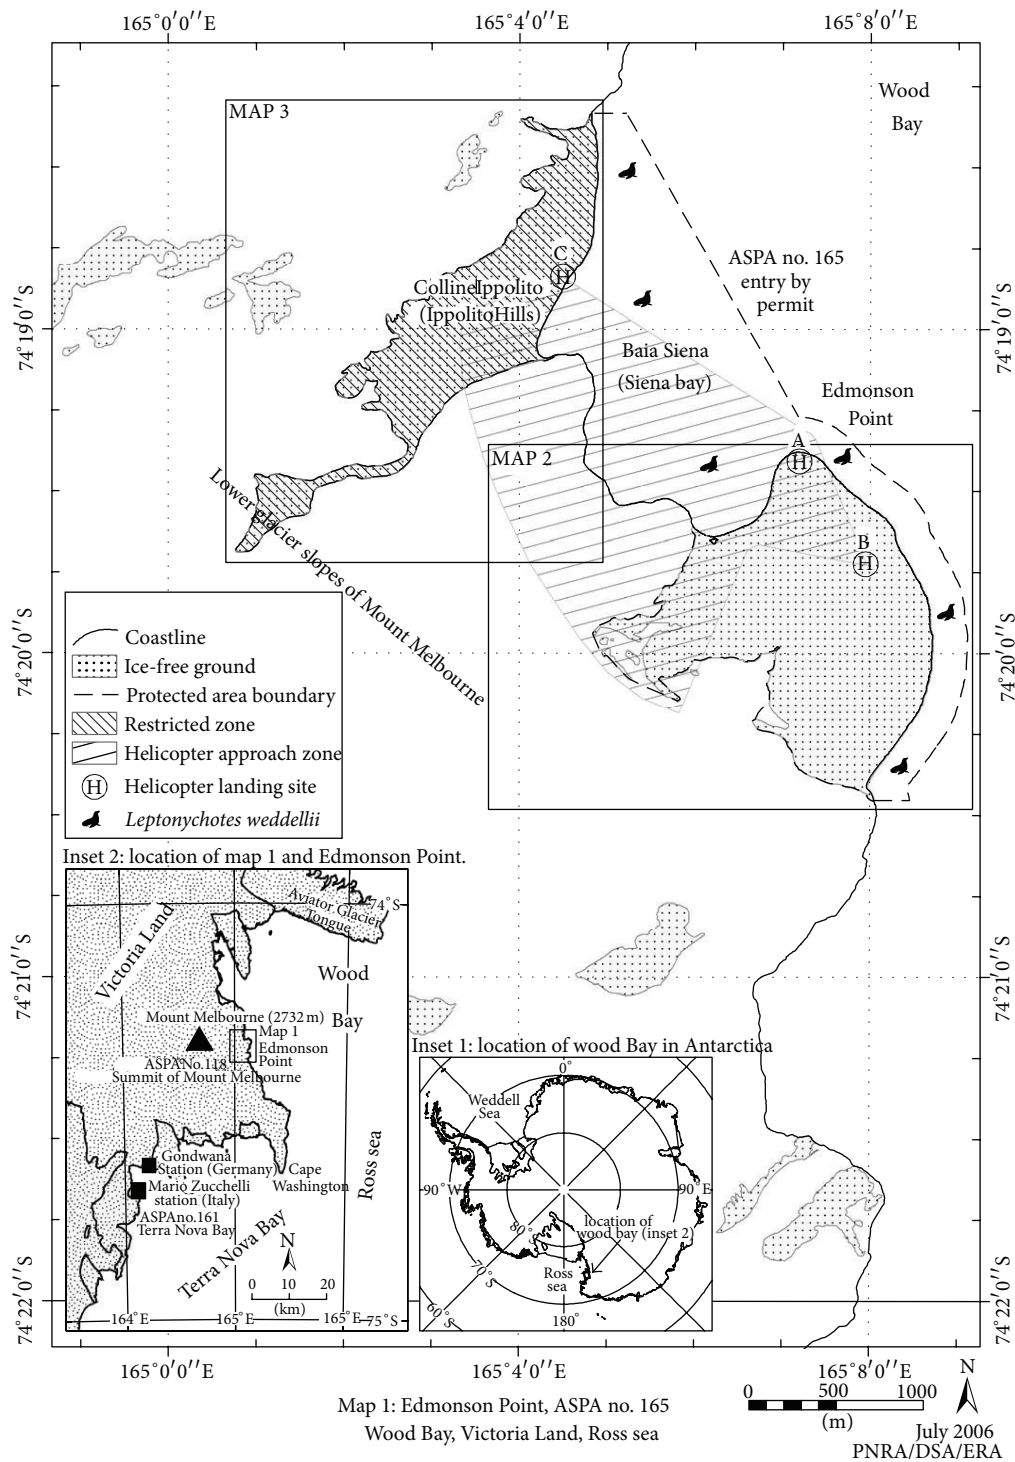 165°0′0′′E
165°4′0′′E
165°8′0′′E
MAP 3
Wood
Bay
ASPA no. 165
entry by
permit
C
H
CollineIppolito
(IppolitoHills)
74°19′0′′S
74°19′0′′S
Baia Siena
(Siena bay)
Edmonson
Point
A
H
MAP 2
B
H
Lower glacier slopes of Mount Melbourne
74°20′0′′S
74°20′0′′S
Coastline
Ice-free ground
Protected area boundary
Restricted zone
Helicopter approach zone
H Helicopter landing site
Leptonychotes weddellii
Inset 2: location of map 1 and Edmonson Point.
74°S
Aviator Glacier
Tongue
Victoria Land
Wood
Bay
Mount Melbourne (2732 m)
Map 1
Edmonson
Point
ASPANo.118
Summit of Mount Melbourne
Gondwana
Station (Germany)
Cape
Washington
Mario Zucchelli
station (Italy)
ASPAno.161
Terra Nova Bay
Terra Nova Bay
Ross sea
N
0 10 20
(km)
164°E
165°E
165°E
75°S
74°21′0′′S
74°21′0′′S
Inset 1: location of wood Bay in Antarctica
0°
Weddell
Sea
90°W
90°E
80°S
70°S
60°S
location of
wood bay (inset 2)
Ross
sea
180°
74°22′0′′S
74°22′0′′S
165°0′0′′E
165°4′0′′E
165°8′0′′E
N
0 500 1000
(m)
Map 1: Edmonson Point, ASPA no. 165
Wood Bay, Victoria Land, Ross sea
July 2006
PNRA/DSA/ERA